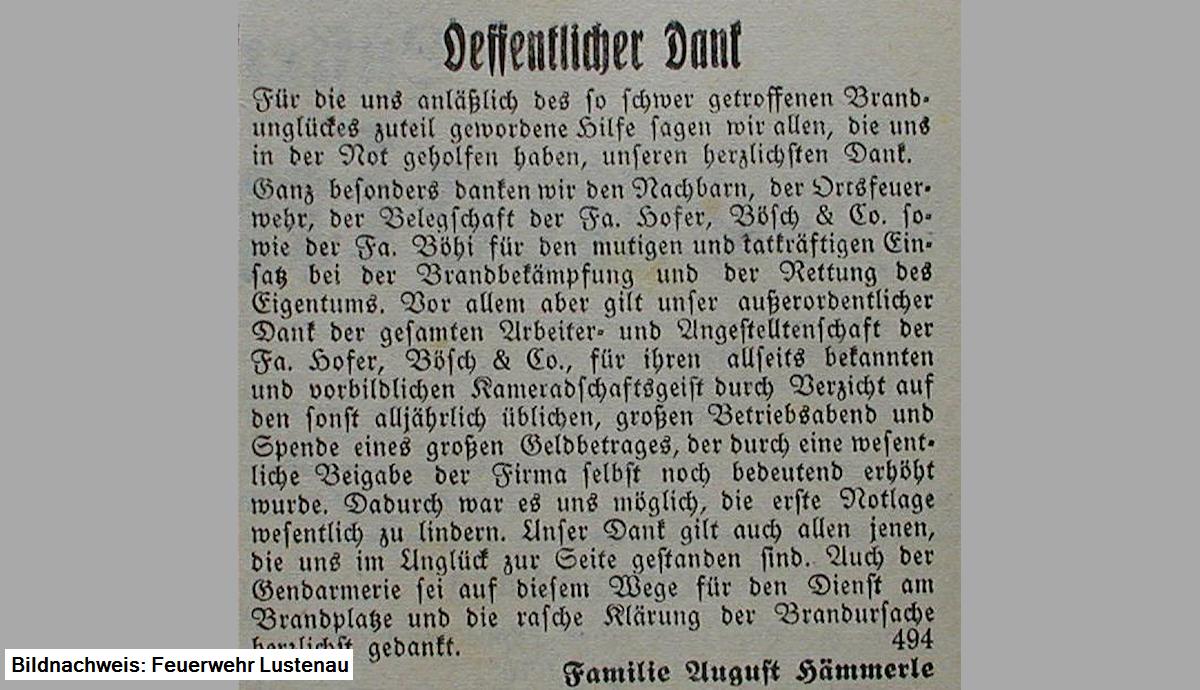 Oeffentlicher Dank
Für die uns anläßlich des so schwer getroffenen Brand-
unglückes zuteil gewordene Hilfe sagen wir allen, die uns
in der Not geholfen haben, unseren herzlichsten Dank.
Ganz besonders danken wir den Nachbarn, der Ortsfeuer-
wehr, der Belegschaft der Fa. Hofer, Bösch & Co. so-
wie der Fa. Böhi für den mutigen und tatkräftigen Ein-
satz bei der Brandbekämpfung und der Rettung des
Eigentums. Vor allem aber gilt unser außerordentlicher
Dank der gesamten Arbeiter- und Angestelltenschaft der
Fa. Hofer, Bösch & Co., für ihren allseits bekannten
und vorbildlichen Kameradschaftsgeist durch Verzicht auf
den sonst alljährlich üblichen, großen Betriebsabend und
Spende eines großen Geldbetrages, der durch eine wesent-
liche Beigabe der Firma selbst noch bedeutend erhöht
wurde. Dadurch war es uns möglich, die erste Notlage
wesentlich zu lindern. Unser Dank gilt auch allen jenen,
die uns im Unglück zur Seite gestanden sind. Auch der
Gendarmerie sei auf diesem Wege für den Dienst am
Brandplatze und die rasche Klärung der Brandursache
herzlichst gedankt. 494
Familie August Hämmerle
Bildnachweis: Feuerwehr Lustenau